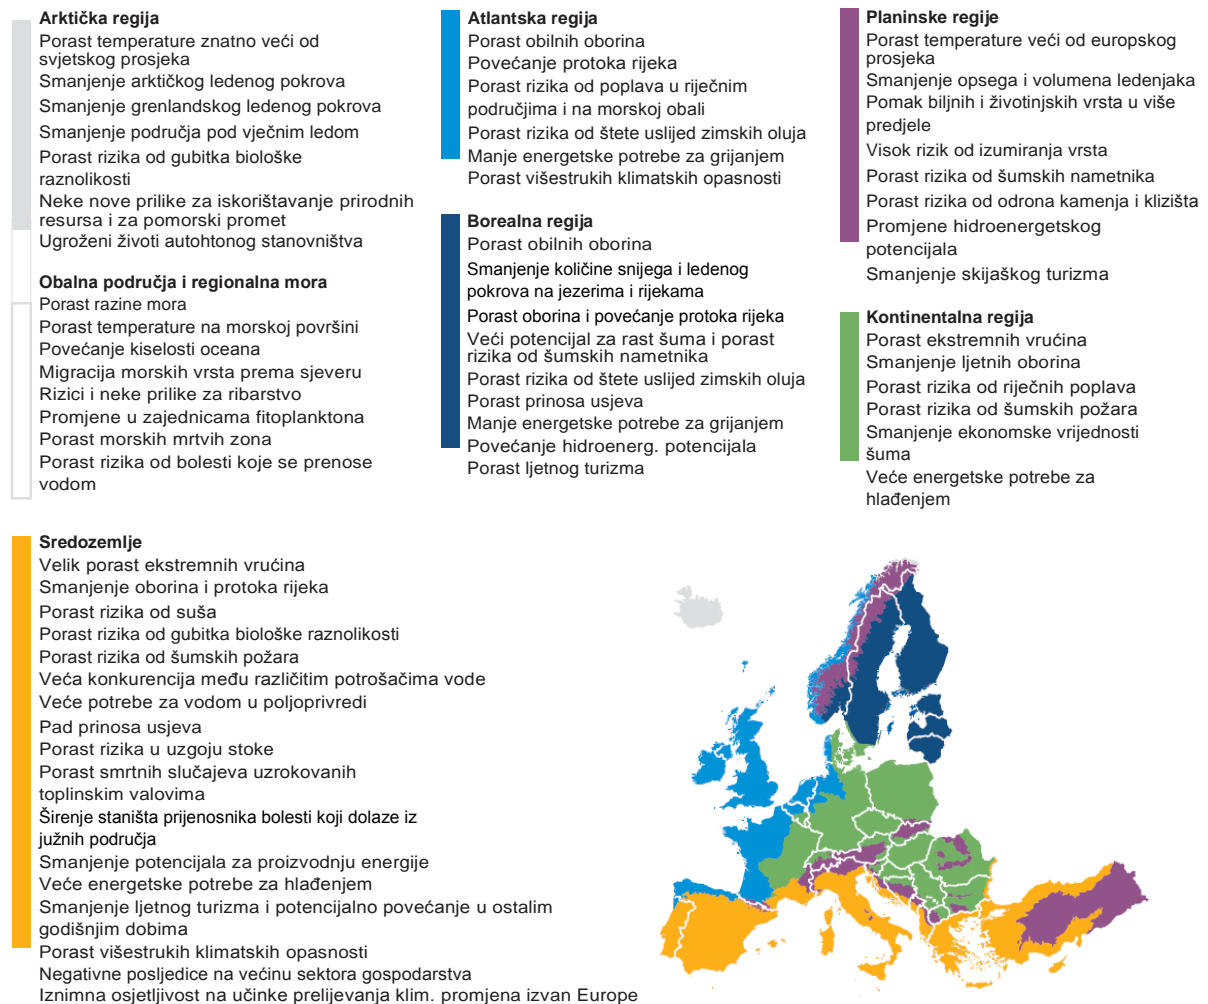 Arktička regija
Porast temperature znatno veći od
svjetskog prosjeka
Smanjenje arktičkog ledenog pokrova
Smanjenje grenlandskog ledenog pokrova
Smanjenje područja pod vječnim ledom
Porast rizika od gubitka biološke
raznolikosti
Neke nove prilike za iskorištavanje prirodnih
resursa i za pomorski promet
Ugroženi životi autohtonog stanovništva
Obalna područja i regionalna mora
Porast razine mora
Porast temperature na morskoj površini
Povećanje kiselosti oceana
Migracija morskih vrsta prema sjeveru
Rizici i neke prilike za ribarstvo
Promjene u zajednicama fitoplanktona
Porast morskih mrtvih zona
Porast rizika od bolesti koje se prenose
vodom
Atlantska regija
Porast obilnih oborina
Povećanje protoka rijeka
Porast rizika od poplava u riječnim
područjima i na morskoj obali
Porast rizika od štete uslijed zimskih oluja
Manje energetske potrebe za grijanjem
Porast višestrukih klimatskih opasnosti
Borealna regija
Porast obilnih oborina
Smanjenje količine snijega i ledenog
pokrova na jezerima i rijekama
Porast oborina i povećanje protoka rijeka
Veći potencijal za rast šuma i porast
rizika od šumskih nametnika
Porast rizika od štete uslijed zimskih oluja
Porast prinosa usjeva
Manje energetske potrebe za grijanjem
Povećanje hidroenerg. potencijala
Porast ljetnog turizma
Planinske regije
Porast temperature veći od europskog
prosjeka
Smanjenje opsega i volumena ledenjaka
Pomak biljnih i životinjskih vrsta u više
predjele
Visok rizik od izumiranja vrsta
Porast rizika od šumskih nametnika
Porast rizika od odrona kamenja i klizišta
Promjene hidroenergetskog
potencijala
Smanjenje skijaškog turizma
Kontinentalna regija
Porast ekstremnih vrućina
Smanjenje ljetnih oborina
Porast rizika od riječnih poplava
Porast rizika od šumskih požara
Smanjenje ekonomske vrijednosti
šuma
Veće energetske potrebe za
hlađenjem
Sredozemlje
Velik porast ekstremnih vrućina
Smanjenje oborina i protoka rijeka
Porast rizika od suša
Porast rizika od gubitka biološke raznolikosti
Porast rizika od šumskih požara
Veća konkurencija među različitim potrošačima vode
Veće potrebe za vodom u poljoprivredi
Pad prinosa usjeva
Porast rizika u uzgoju stoke
Porast smrtnih slučajeva uzrokovanih
toplinskim valovima
Širenje staništa prijenosnika bolesti koji dolaze iz
južnih područja
Smanjenje potencijala za proizvodnju energije
Veće energetske potrebe za hlađenjem
Smanjenje ljetnog turizma i potencijalno povećanje u ostalim
godišnjim dobima
Porast višestrukih klimatskih opasnosti
Negativne posljedice na većinu sektora gospodarstva
Iznimna osjetljivost na učinke prelijevanja klim. promjena izvan Europe